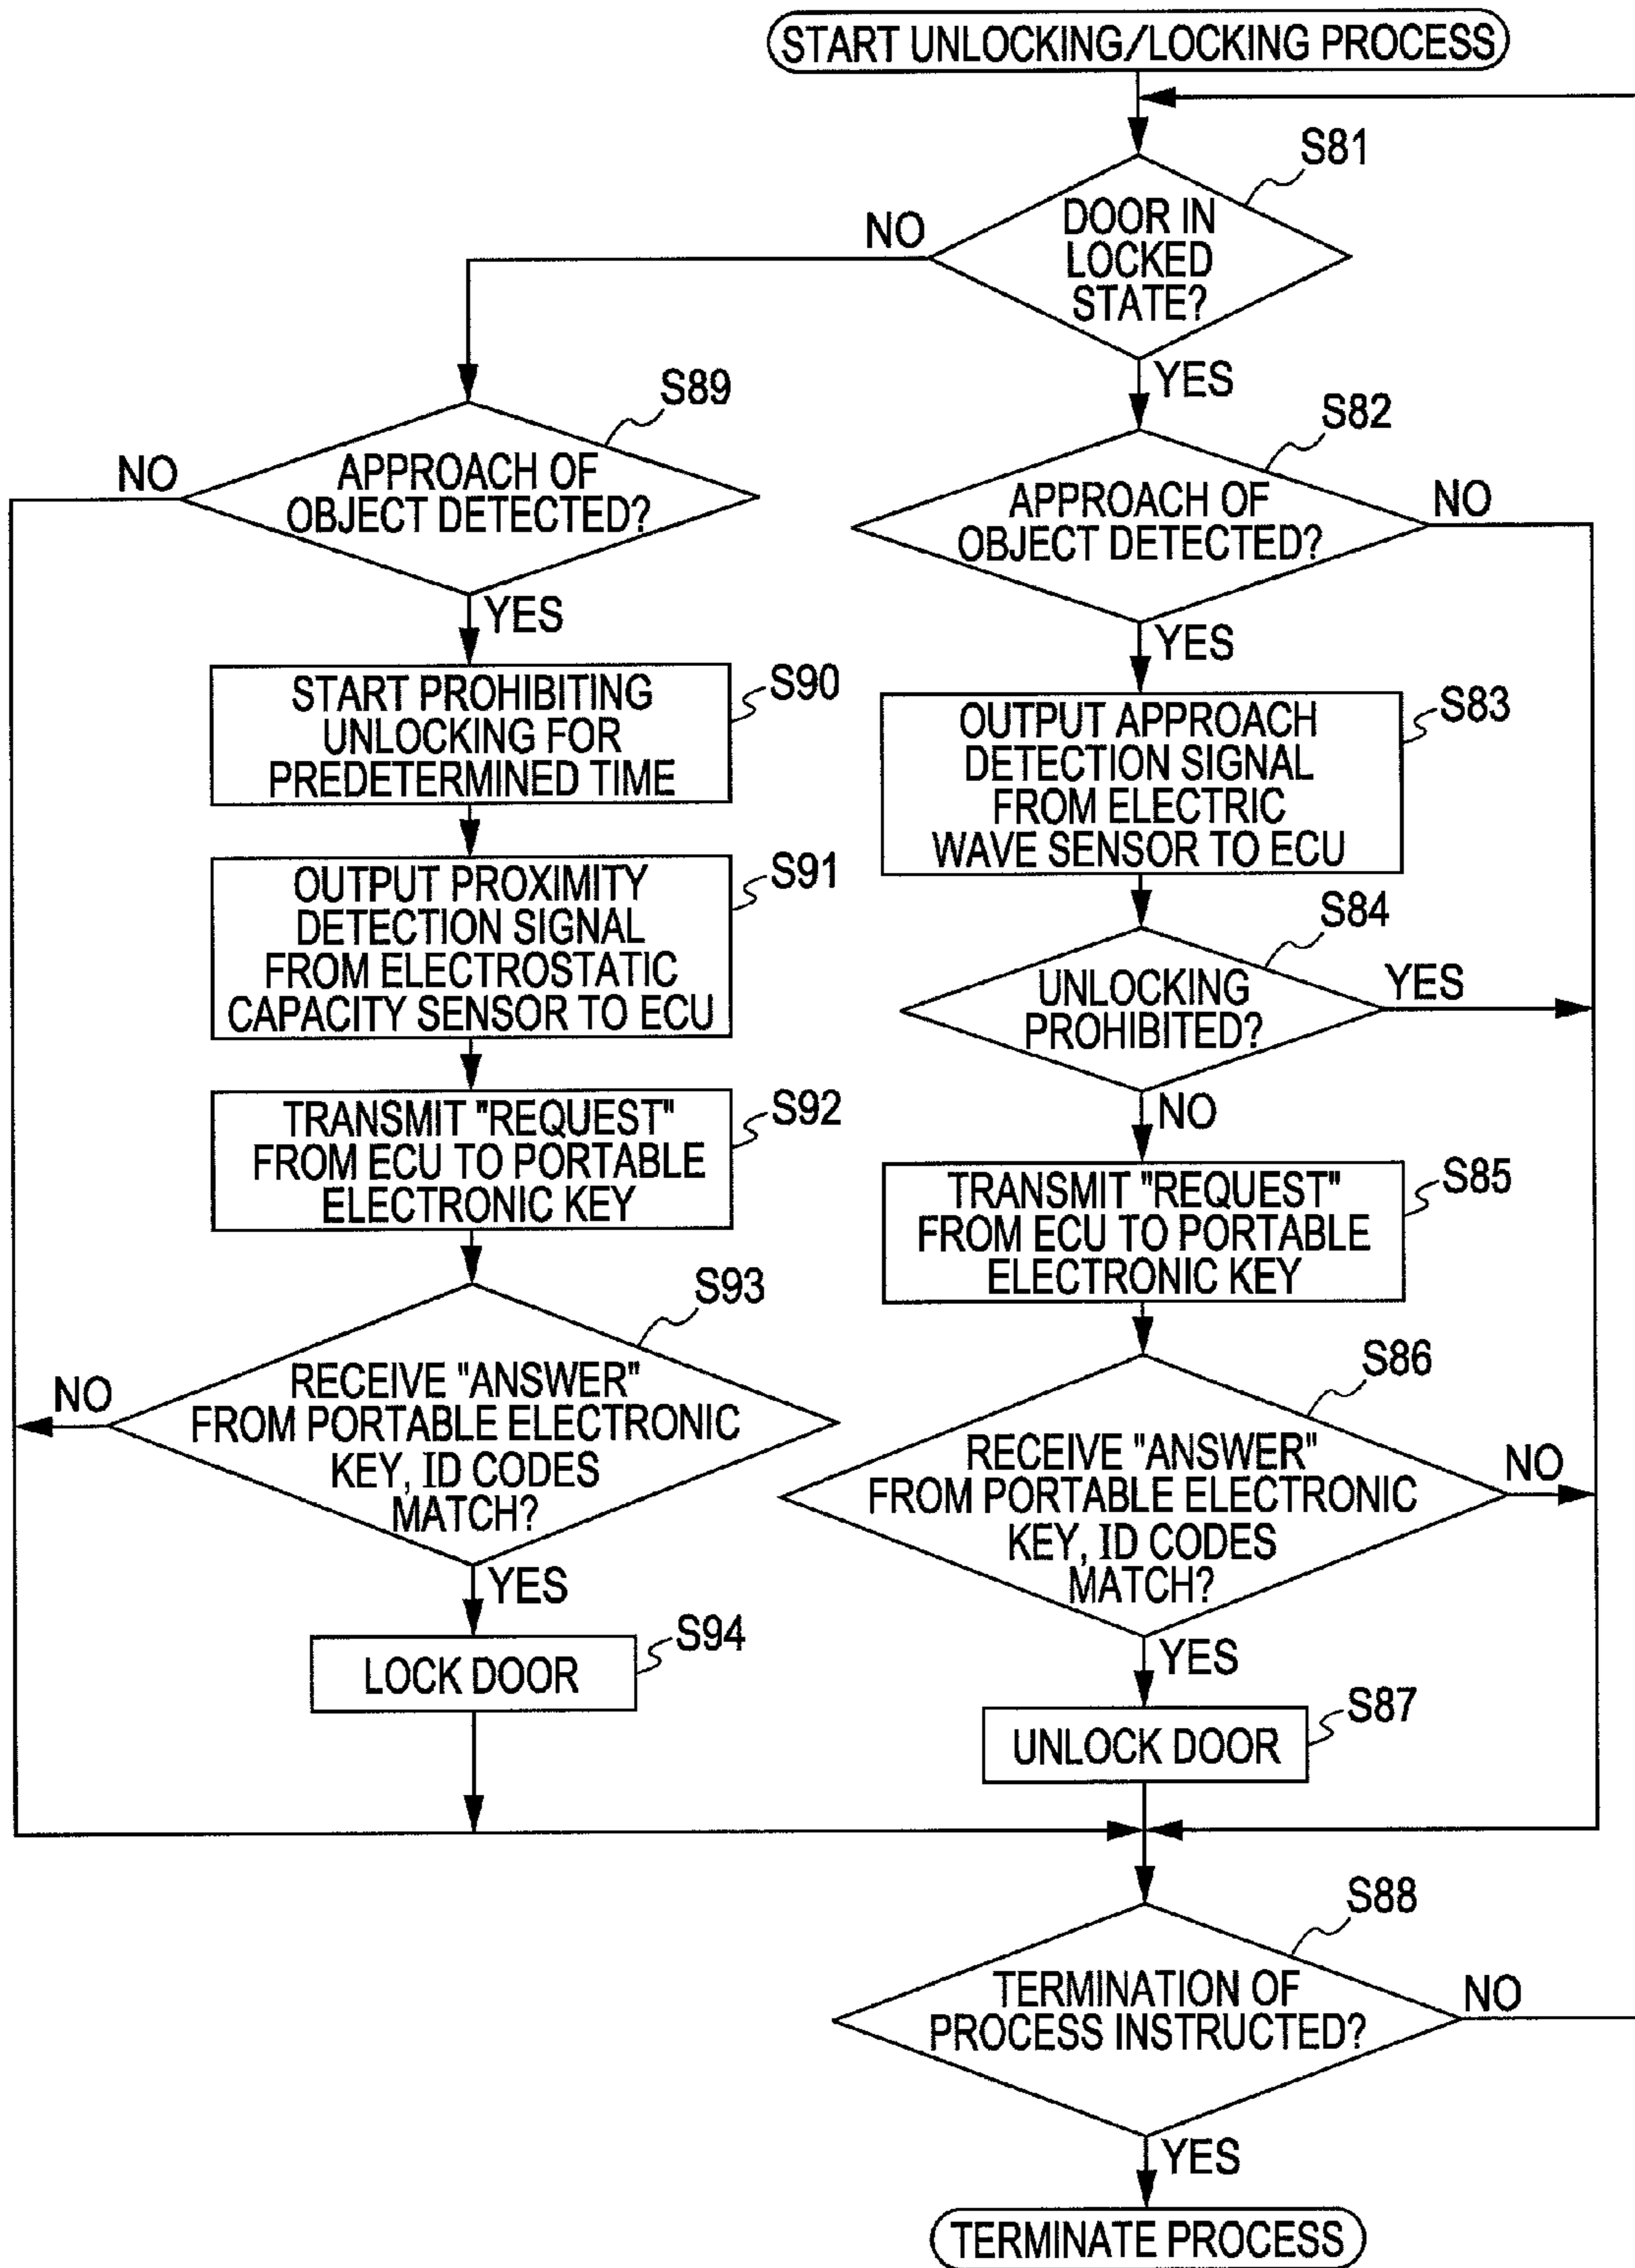 START UNLOCKING/LOCKING PROCESS
S81
DOOR IN
LOCKED
STATE?
NO
YES
S89
APPROACH OF
OBJECT DETECTED?
NO
YES
S90
START PROHIBITING
UNLOCKING FOR
PREDETERMINED TIME
S91
OUTPUT PROXIMITY
DETECTION SIGNAL
FROM ELECTROSTATIC
CAPACITY SENSOR TO ECU
S92
TRANSMIT "REQUEST"
FROM ECU TO PORTABLE
ELECTRONIC KEY
S93
RECEIVE "ANSWER"
FROM PORTABLE ELECTRONIC
KEY, ID CODES
MATCH?
NO
YES
S94
LOCK DOOR
S82
APPROACH OF
OBJECT DETECTED?
NO
YES
S83
OUTPUT APPROACH
DETECTION SIGNAL
FROM ELECTRIC
WAVE SENSOR TO ECU
S84
UNLOCKING
PROHIBITED?
YES
NO
S85
TRANSMIT "REQUEST"
FROM ECU TO PORTABLE
ELECTRONIC KEY
S86
RECEIVE "ANSWER"
FROM PORTABLE ELECTRONIC
KEY, ID CODES
MATCH?
NO
YES
S87
UNLOCK DOOR
S88
TERMINATION OF
PROCESS INSTRUCTED?
NO
YES
TERMINATE PROCESS